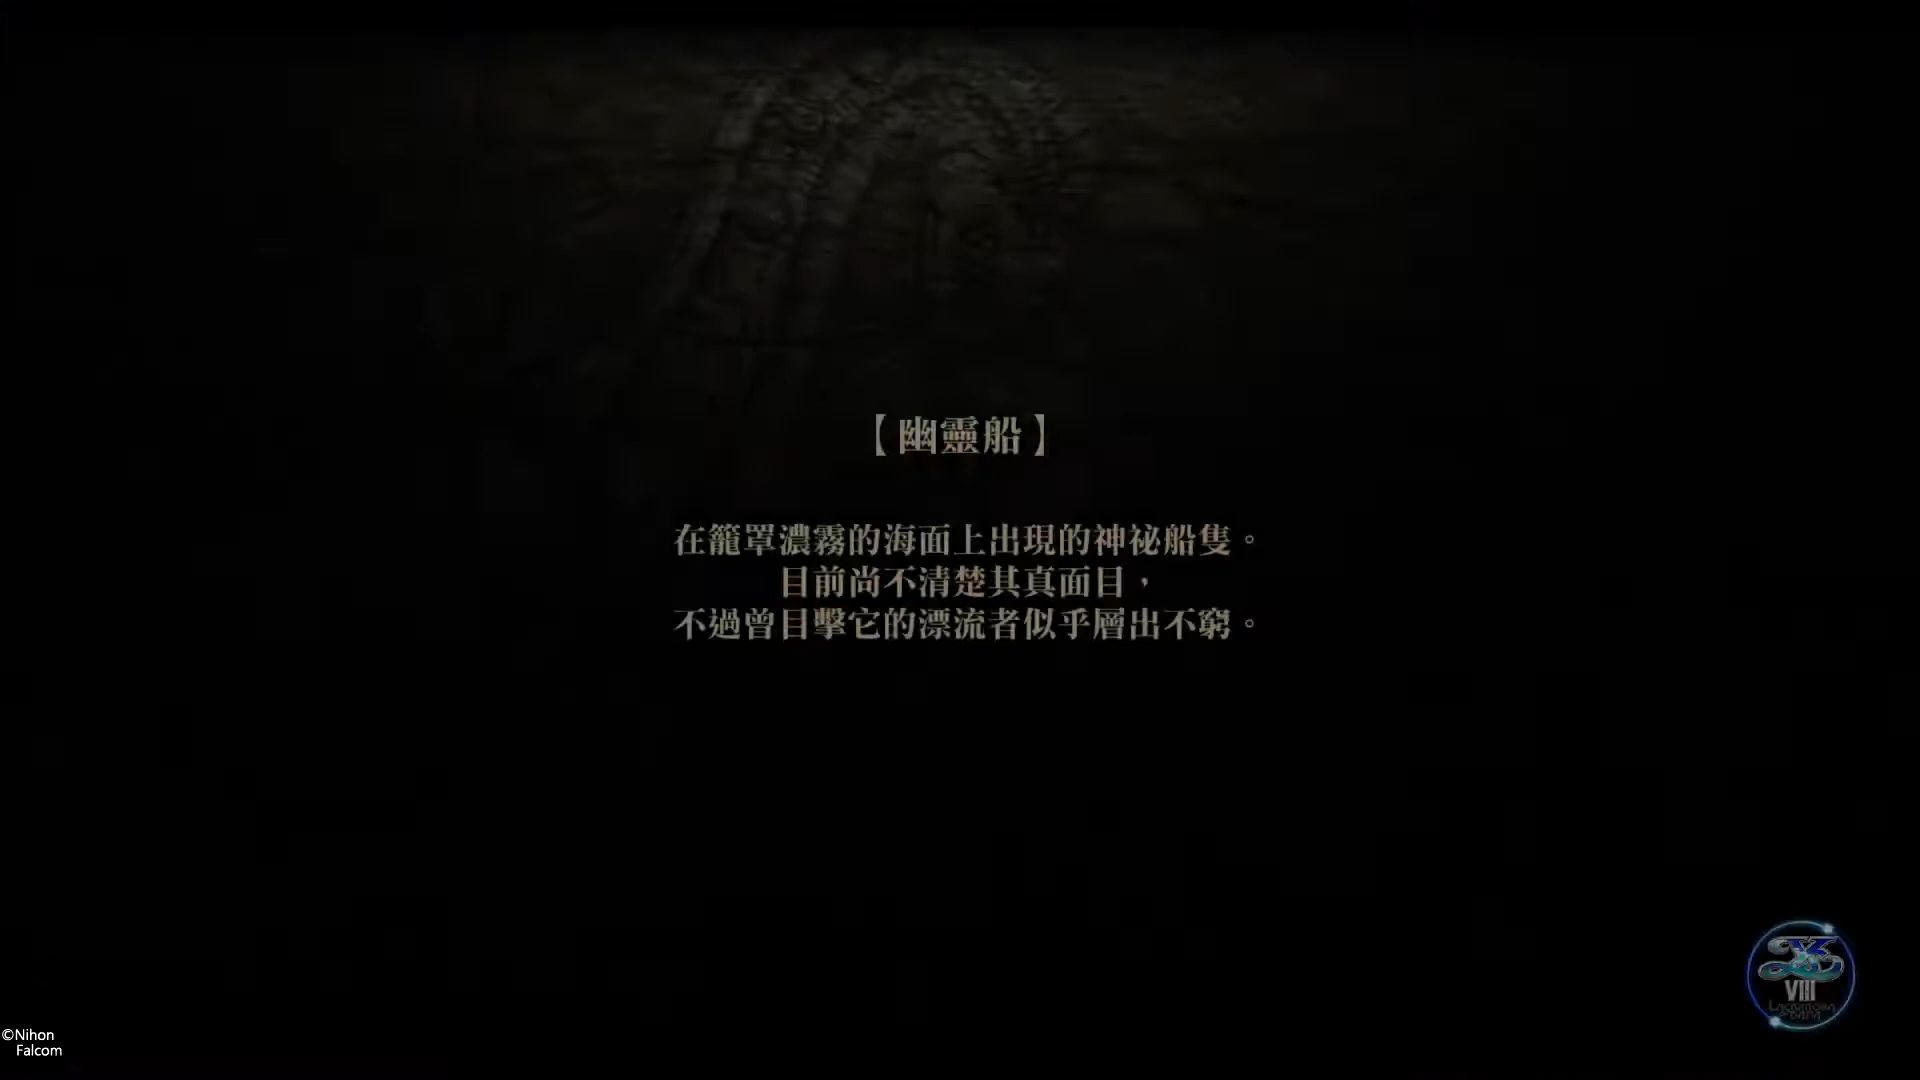 【幽靈船】
在籠罩濃霧的海面上出現的神祕船隻。
目前尚不清楚其真面目，
不過曾目擊它的漂流者似乎層出不窮。
Ys
VIII
©Nihon
Falcom